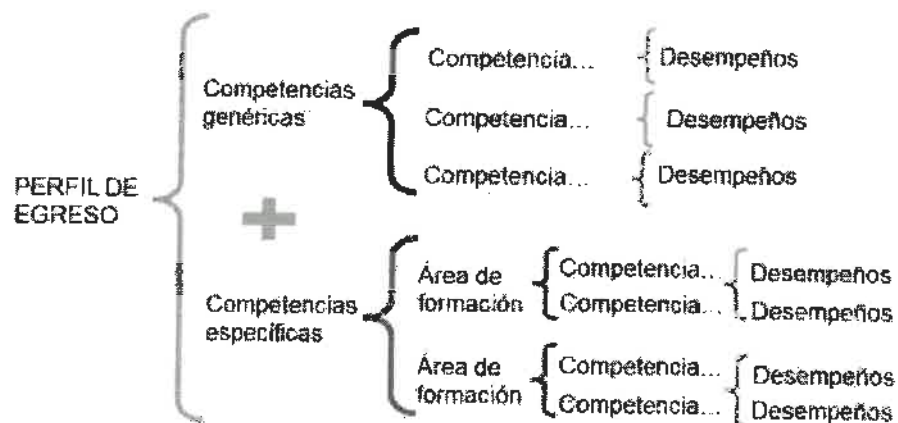 PERFIL DE
EGRESO
Competencias
genéricas
Competencia...
Desempeños
Competencia...
Desempeños
Competencia...
Desempeños
+
Competencias
específicas
Área de
formación
Competencia...
Desempeños
Competencia...
Desempeños
Área de
formación
Competencia...
Desempeños
Competencia...
Desempeños